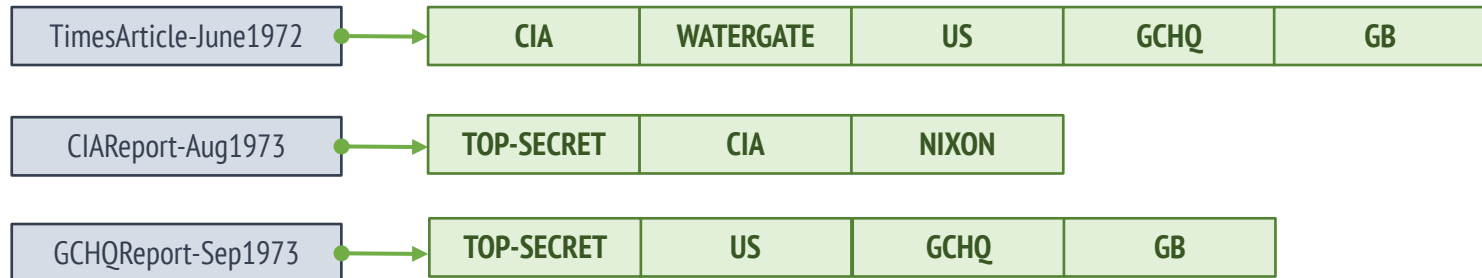 TimesArticle-June1972 CIA WATERGATE US GCHQ GB
CIAReport-Aug1973 TOP-SECRET CIA NIXON
GCHQReport-Sep1973 TOP-SECRET US GCHQ GB